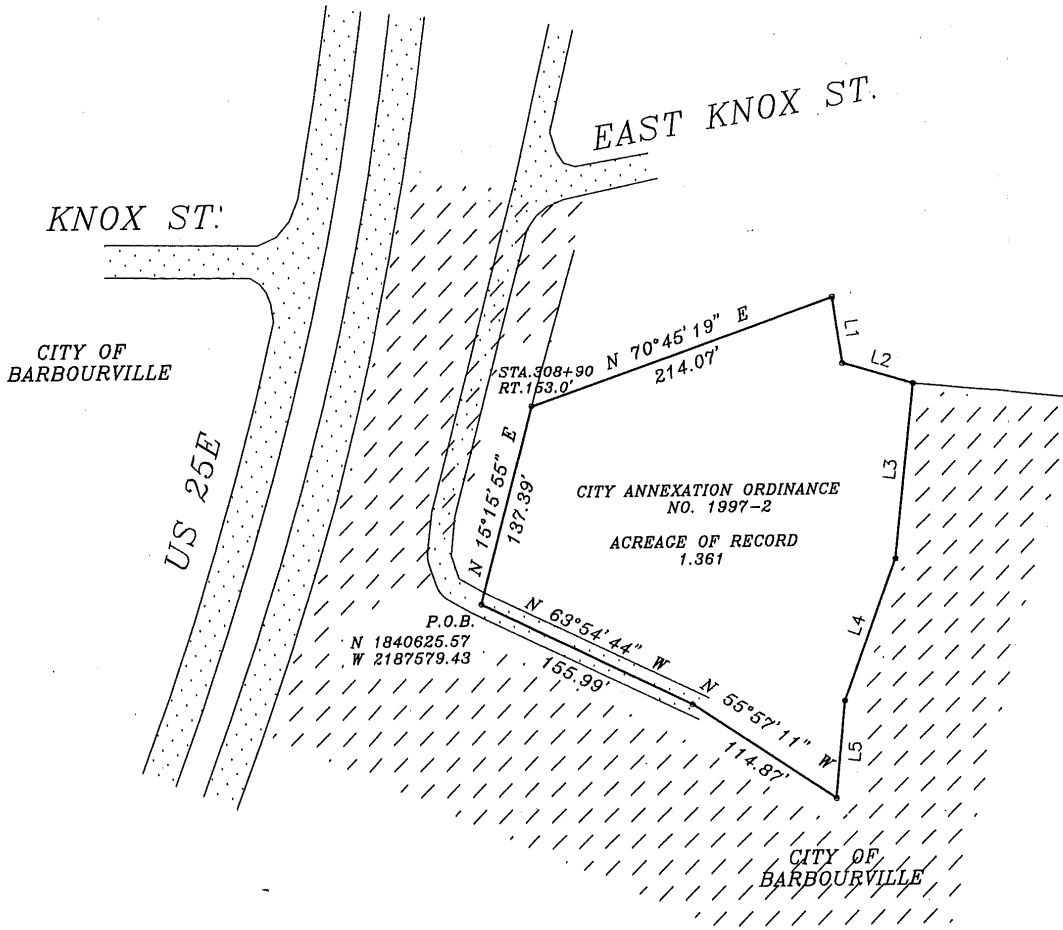 EAST KNOX ST.
KNOX ST.
CITY OF
BARBOURVILLE
US 25E
STA.308+90
RT.153.0'
N 70°45'19" E
214.07'
L1
L2
L3
L4
L5
N 15°15'55" E
137.39'
CITY ANNEXATION ORDINANCE
NO. 1997-2
ACREAGE OF RECORD
1.361
P.O.B.
N 1840625.57
W 2187579.43
N 63°54'44" W
155.99'
N 55°57'11" W
114.87'
CITY OF
BARBOURVILLE